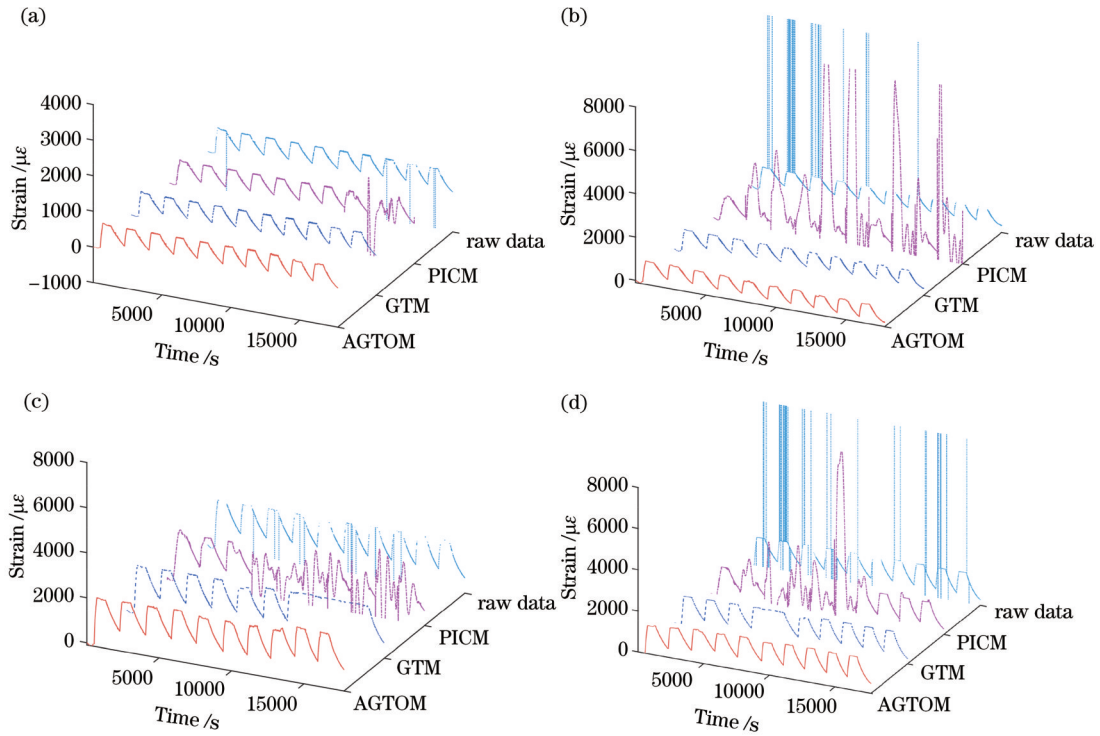 (a)
4000
3000
2000
1000
0
−1000
Strain /με
5000
10000
15000
Time /s
raw data
PICM
GTM
AGTOM
(b)
8000
6000
4000
2000
0
Strain /με
5000
10000
15000
Time /s
raw data
PICM
GTM
AGTOM
(c)
8000
6000
4000
2000
0
Strain /με
5000
10000
15000
Time /s
raw data
PICM
GTM
AGTOM
(d)
8000
6000
4000
2000
0
Strain /με
5000
10000
15000
Time /s
raw data
PICM
GTM
AGTOM